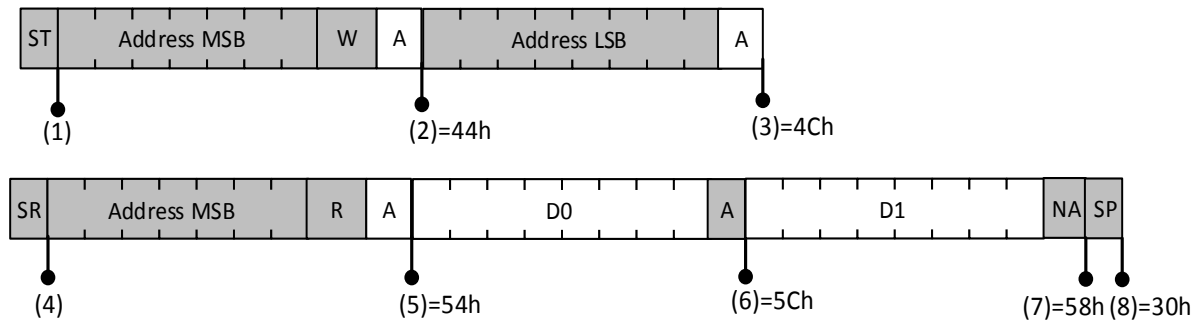 ST Address MSB W A Address LSB A
(1) (2)=44h (3)=4Ch
SR Address MSB R A D0 A D1 NA SP
(4) (5)=54h (6)=5Ch (7)=58h (8)=30h